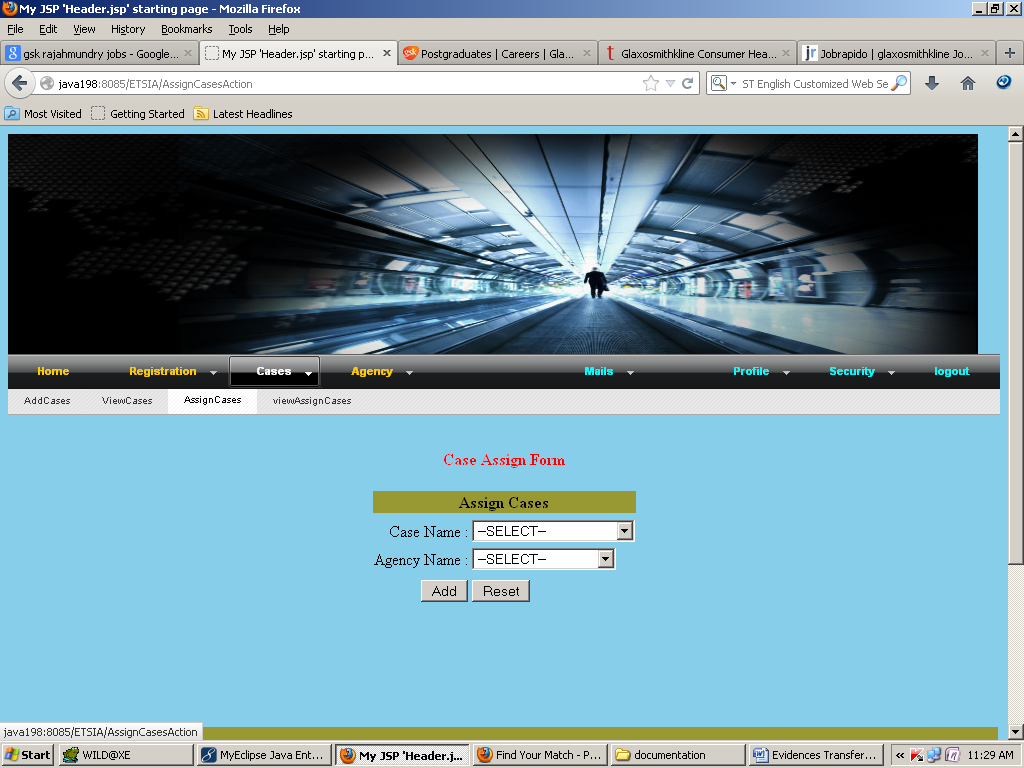 My JSP 'Header.jsp' starting page - Mozilla Firefox
File Edit View History Bookmarks Tools Help
gsk rajahmundry jobs - Google... My JSP 'Header.jsp' starting p... Postgraduates | Careers | Gla... Glaxosmithkline Consumer Hea... Jobrapido | glaxosmithkline Jo...
java198:8085/ETSIA/AssignCasesAction ST English Customized Web Se
Most Visited Getting Started Latest Headlines
Home Registration Cases Agency Mails Profile Security logout
AddCases ViewCases AssignCases viewAssignCases
Case Assign Form
Assign Cases
Case Name : --SELECT--
Agency Name : --SELECT--
Add Reset
java198:8085/ETSIA/AssignCasesAction
Start WILD@XE MyEclipse Java Ent... My JSP 'Header.j... Find Your Match - P... documentation Evidences Transfer... « 11:29 AM